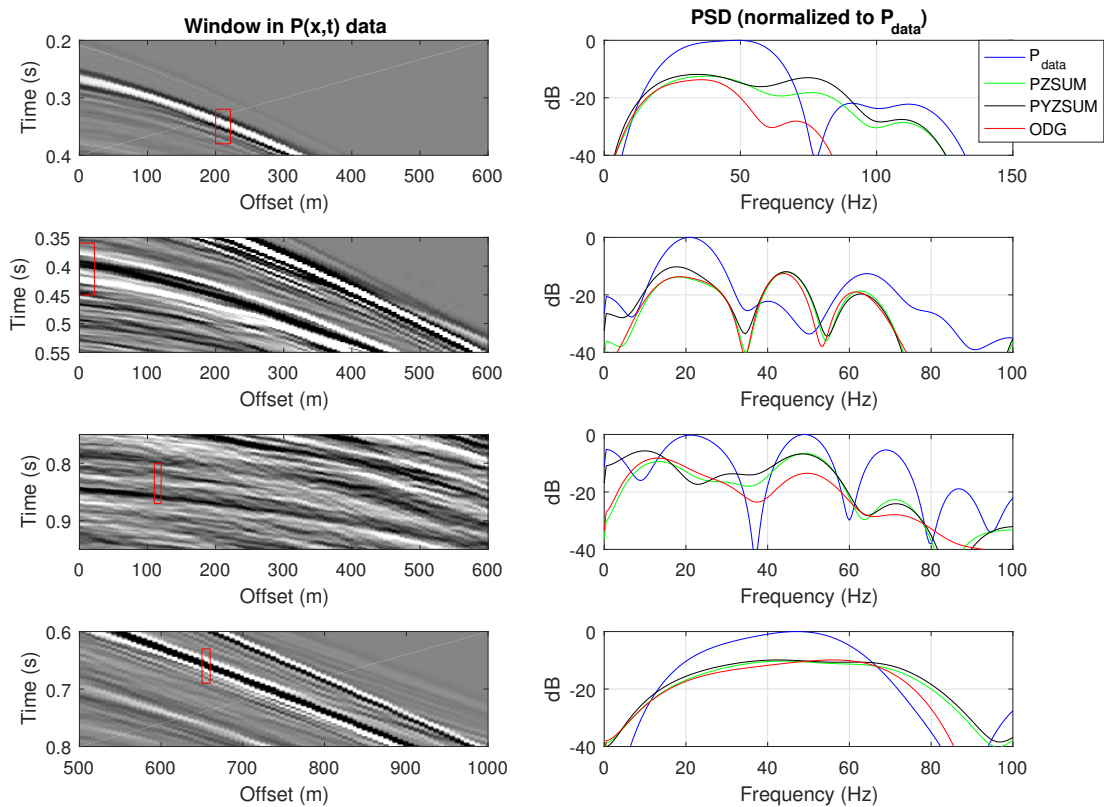 Window in P(x,t) data
PSD (normalized to P_data)
0.2
0.3
0.4
Time (s)
0 100 200 300 400 500 600
Offset (m)
0
-20
-40
dB
0 50 100 150
Frequency (Hz)
P_data
PZSUM
PYZSUM
ODG
0.35
0.4
0.45
0.5
0.55
Time (s)
0 100 200 300 400 500 600
Offset (m)
0
-20
-40
dB
0 20 40 60 80 100
Frequency (Hz)
0.8
0.9
Time (s)
0 100 200 300 400 500 600
Offset (m)
0
-20
-40
dB
0 20 40 60 80 100
Frequency (Hz)
0.6
0.7
0.8
Time (s)
500 600 700 800 900 1000
Offset (m)
0
-20
-40
dB
0 20 40 60 80 100
Frequency (Hz)